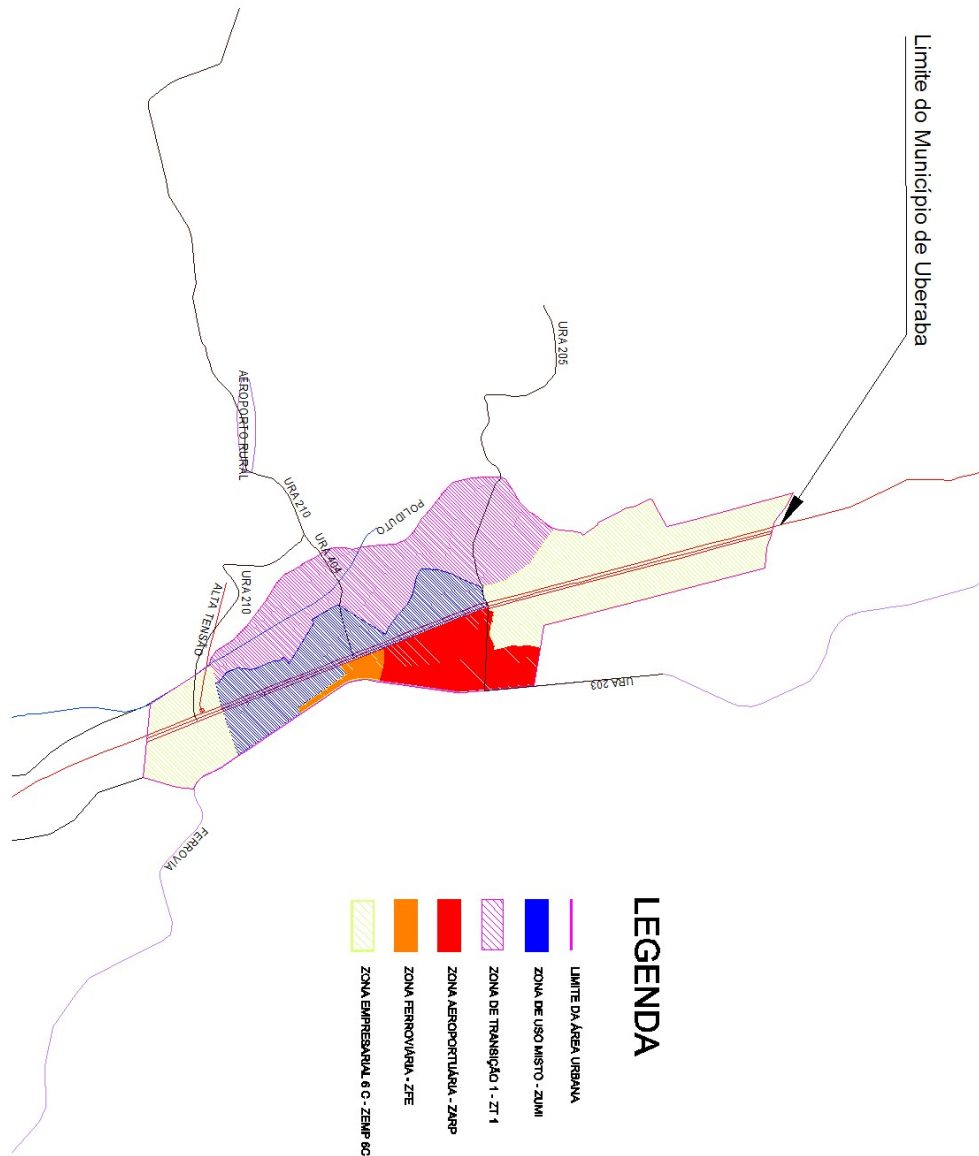 Limite do Município de Uberaba
URA 205
AEROPORTO RURAL
URA 210
POLIDUTO
URA 404
URA 210
ALTA TENSÃO
URA 203
FERROVIA
LEGENDA
LIMITE DA ÁREA URBANA
ZONA DE USO MISTO - ZUMI
ZONA DE TRANSIÇÃO 1 - ZT 1
ZONA AEROPORTUÁRIA - ZARP
ZONA FERROVIÁRIA - ZFE
ZONA EMPRESARIAL 6 C - ZEMP 6C